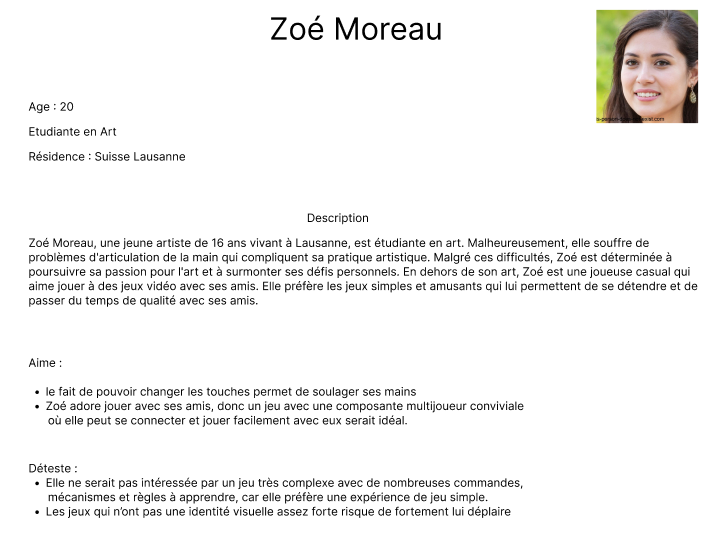 Zoé Moreau
Age : 20
Etudiante en Art
Résidence : Suisse Lausanne
Description
Zoé Moreau, une jeune artiste de 16 ans vivant à Lausanne, est étudiante en art. Malheureusement, elle souffre de
problèmes d'articulation de la main qui compliquent sa pratique artistique. Malgré ces difficultés, Zoé est déterminée à
poursuivre sa passion pour l'art et à surmonter ses défis personnels. En dehors de son art, Zoé est une joueuse casual qui
aime jouer à des jeux vidéo avec ses amis. Elle préfère les jeux simples et amusants qui lui permettent de se détendre et de
passer du temps de qualité avec ses amis.
Aime :
• le fait de pouvoir changer les touches permet de soulager ses mains
• Zoé adore jouer avec ses amis, donc un jeu avec une composante multijoueur conviviale
où elle peut se connecter et jouer facilement avec eux serait idéal.
Déteste :
• Elle ne serait pas intéressée par un jeu très complexe avec de nombreuses commandes,
mécanismes et règles à apprendre, car elle préfère une expérience de jeu simple.
• Les jeux qui n'ont pas une identité visuelle assez forte risque de fortement lui déplaire